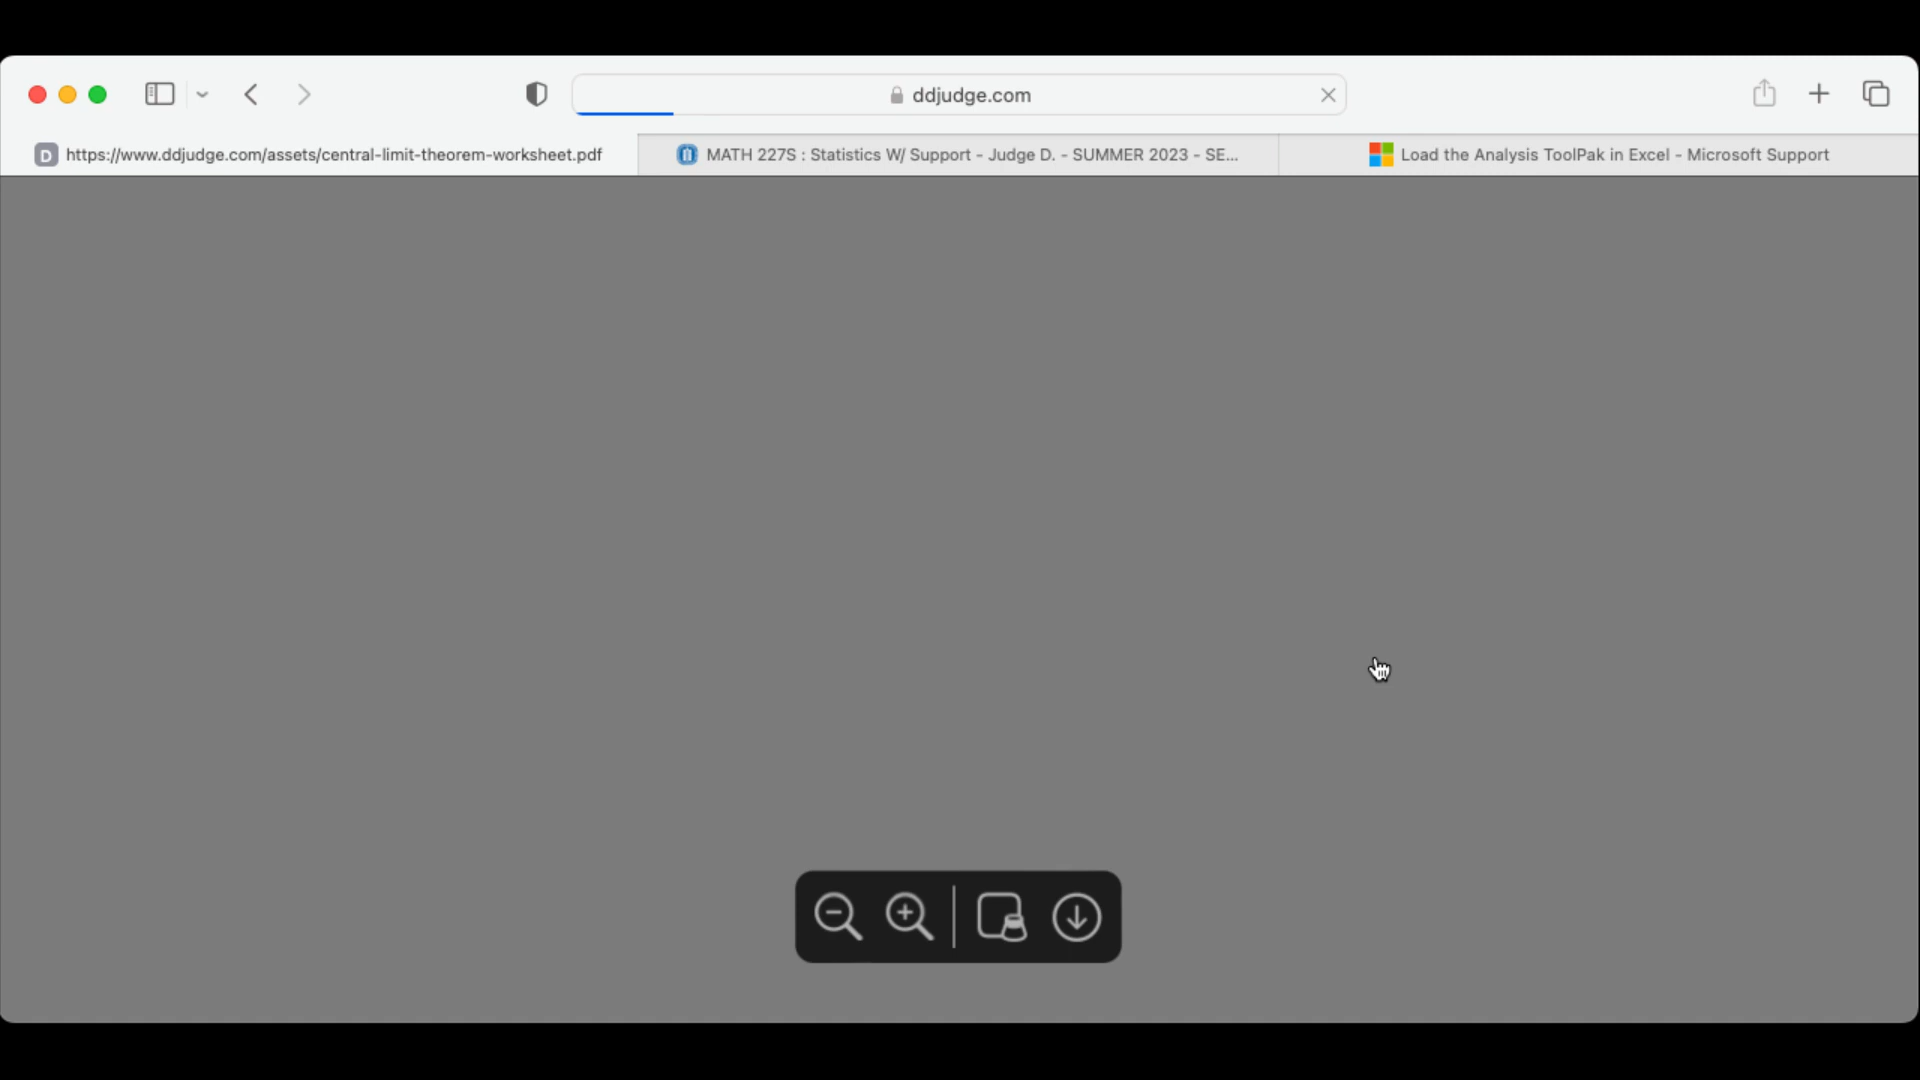 ddjudge.com
D https://www.ddjudge.com/assets/central-limit-theorem-worksheet.pdf
MATH 227S : Statistics W/ Support - Judge D. - SUMMER 2023 - SE...
Load the Analysis ToolPak in Excel - Microsoft Support